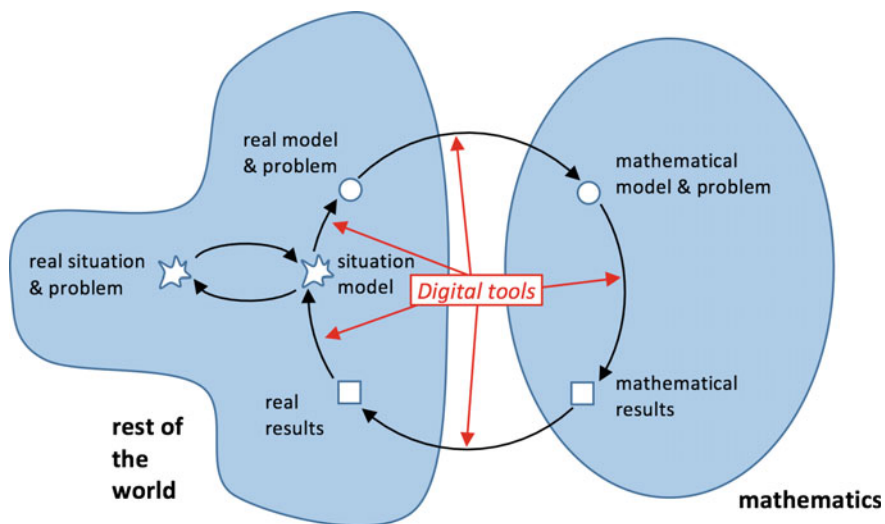 real model
& problem
mathematical
model & problem
real situation
& problem
situation
model
Digital tools
real
results
mathematical
results
rest of
the
world
mathematics